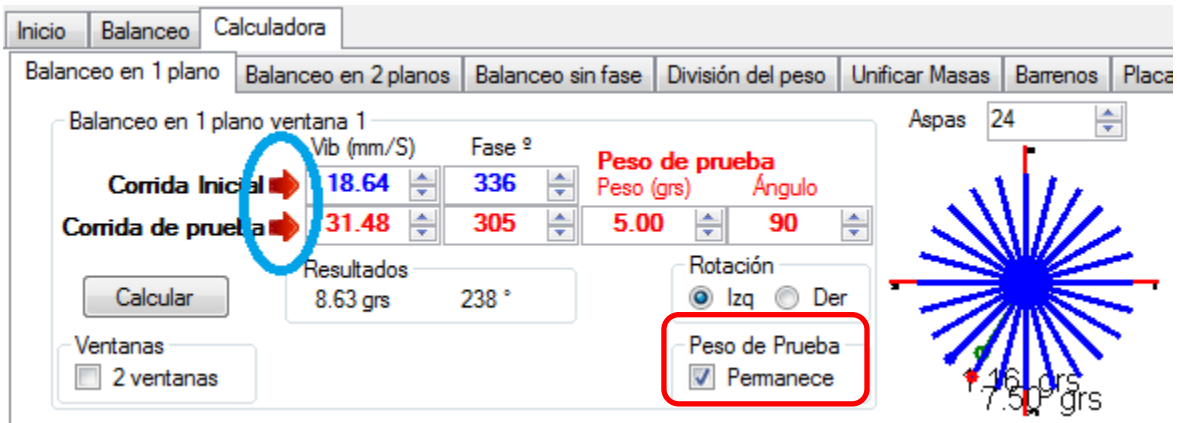 Inicio Balanceo Calculadora
Balanceo en 1 plano Balanceo en 2 planos Balanceo sin fase División del peso Unificar Masas Barrenos Placa
Balanceo en 1 plano ventana 1 Aspas 24
Vib (mm/S) Fase º Peso de prueba
Corrida Inicial 18.64 336 Peso (grs) Ángulo
Corrida de prueba 31.48 305 5.00 90
Resultados Rotación
Calcular 8.63 grs 238 ° Izq Der
Ventanas Peso de Prueba
2 ventanas Permanece
7.50 grs